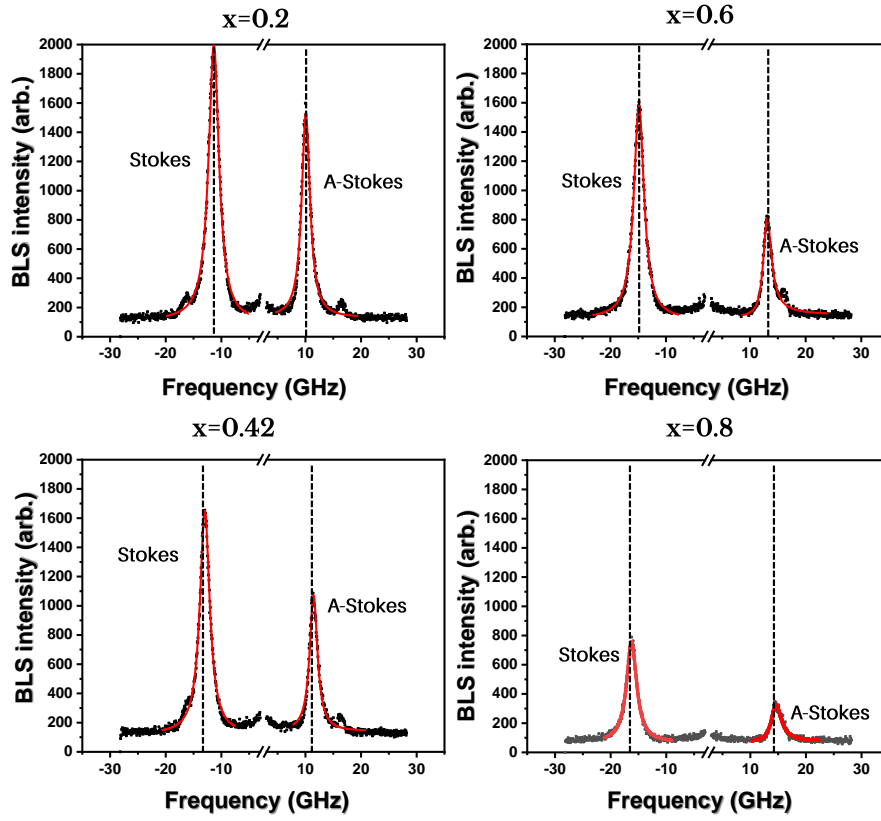 x=0.2
BLS intensity (arb.)
2000
1800
1600
1400
1200
1000
800
600
400
200
0
Stokes
A-Stokes
-30 -20 -10 10 20 30
Frequency (GHz)
x=0.6
BLS intensity (arb.)
2000
1800
1600
1400
1200
1000
800
600
400
200
0
Stokes
A-Stokes
-30 -20 -10 10 20 30
Frequency (GHz)
x=0.42
BLS intensity (arb.)
2000
1800
1600
1400
1200
1000
800
600
400
200
0
Stokes
A-Stokes
-30 -20 -10 10 20 30
Frequency (GHz)
x=0.8
BLS intensity (arb.)
2000
1800
1600
1400
1200
1000
800
600
400
200
0
Stokes
A-Stokes
-30 -20 -10 10 20 30
Frequency (GHz)